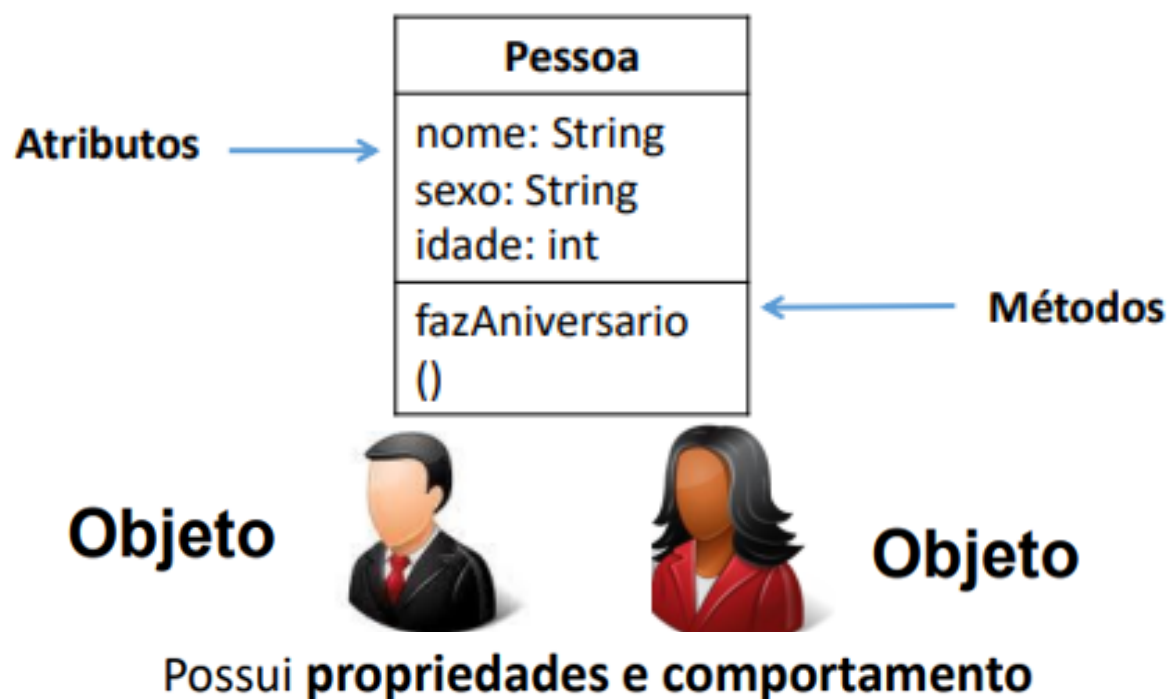 Pessoa
Atributos
nome: String
sexo: String
idade: int
fazAniversario
()
Métodos
Objeto
Objeto
Possui propriedades e comportamento